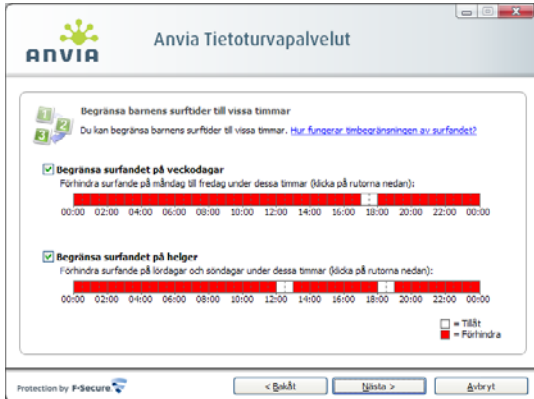 ANVIA
Anvia Tietoturvapalvelut
1
2
3
Begränsa barnens surftider till vissa timmar
Du kan begränsa barnens surftider till vissa timmar. Hur fungerar timbegränsningen av surfandet?
Begränsa surfandet på veckodagar
Förhindra surfande på måndag till fredag under dessa timmar (klicka på rutorna nedan):
00:00 02:00 04:00 06:00 08:00 10:00 12:00 14:00 16:00 18:00 20:00 22:00 00:00
Begränsa surfandet på helger
Förhindra surfande på lördagar och söndagar under dessa timmar (klicka på rutorna nedan):
00:00 02:00 04:00 06:00 08:00 10:00 12:00 14:00 16:00 18:00 20:00 22:00 00:00
= Tillåt
= Förhindra
Protection by F-Secure
< Bakåt
Nästa >
Avbryt